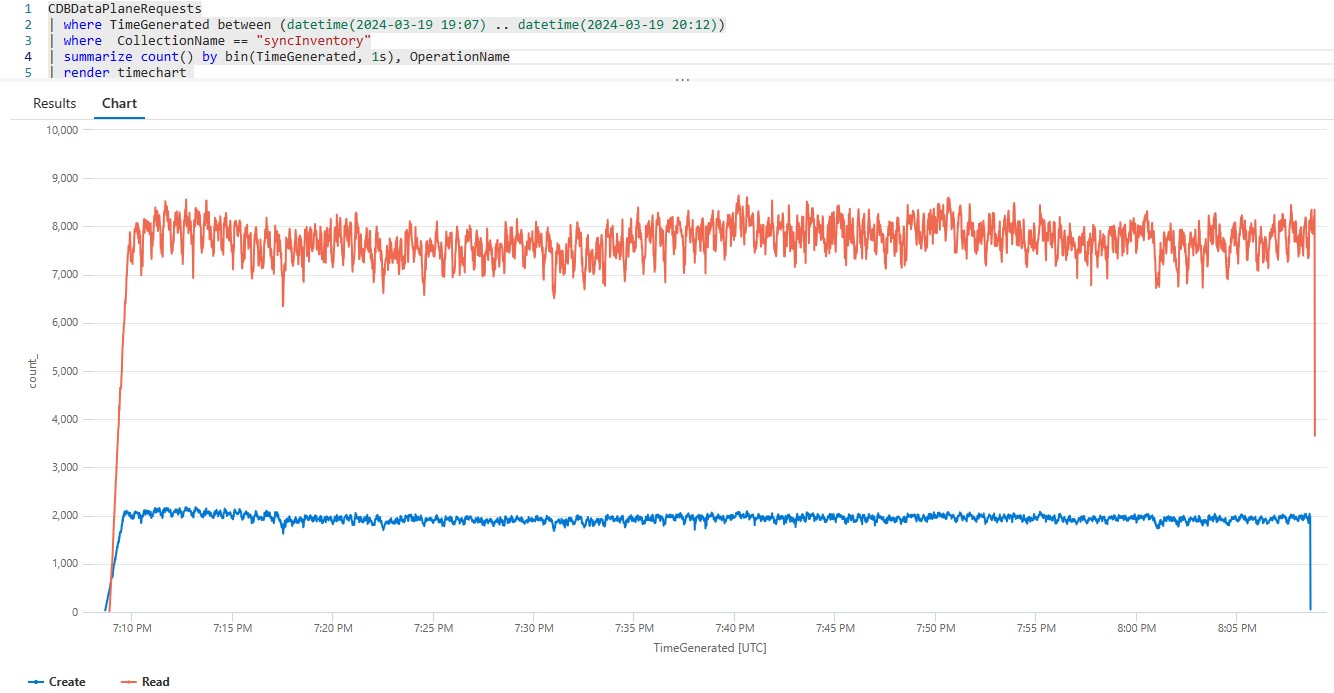 1 CDBDataPlaneRequests
2 | where TimeGenerated between (datetime(2024-03-19 19:07) .. datetime(2024-03-19 20:12))
3 | where  CollectionName == "syncInventory"
4 | summarize count() by bin(TimeGenerated, 1s), OperationName
5 | render timechart
...
Results Chart
10,000
9,000
8,000
7,000
6,000
5,000
4,000
3,000
2,000
1,000
0
count_
7:10 PM 7:15 PM 7:20 PM 7:25 PM 7:30 PM 7:35 PM 7:40 PM 7:45 PM 7:50 PM 7:55 PM 8:00 PM 8:05 PM
TimeGenerated [UTC]
Create Read